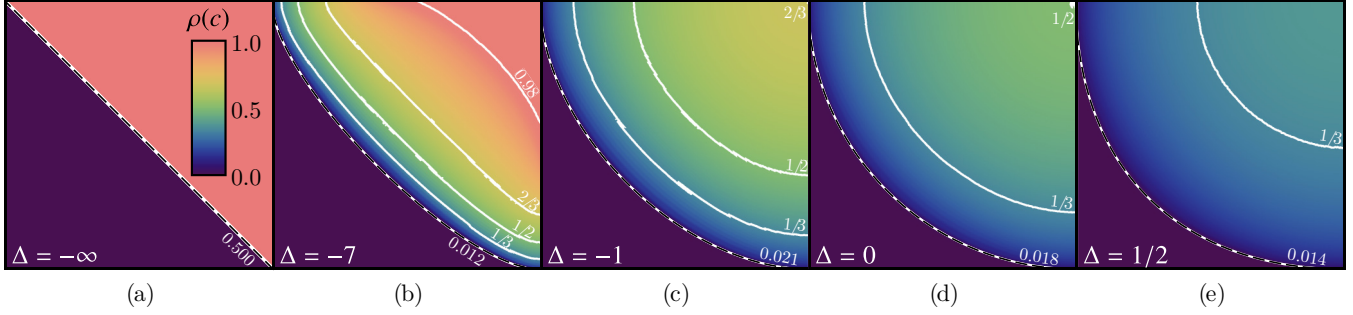 ρ(c)
1.0
0.5
0.0
0.500
Δ = −∞
0.98
2/3
1/2
1/3
0.012
Δ = −7
2/3
1/2
1/3
0.021
Δ = −1
1/2
1/3
0.018
Δ = 0
1/3
0.014
Δ = 1/2
(a)
(b)
(c)
(d)
(e)